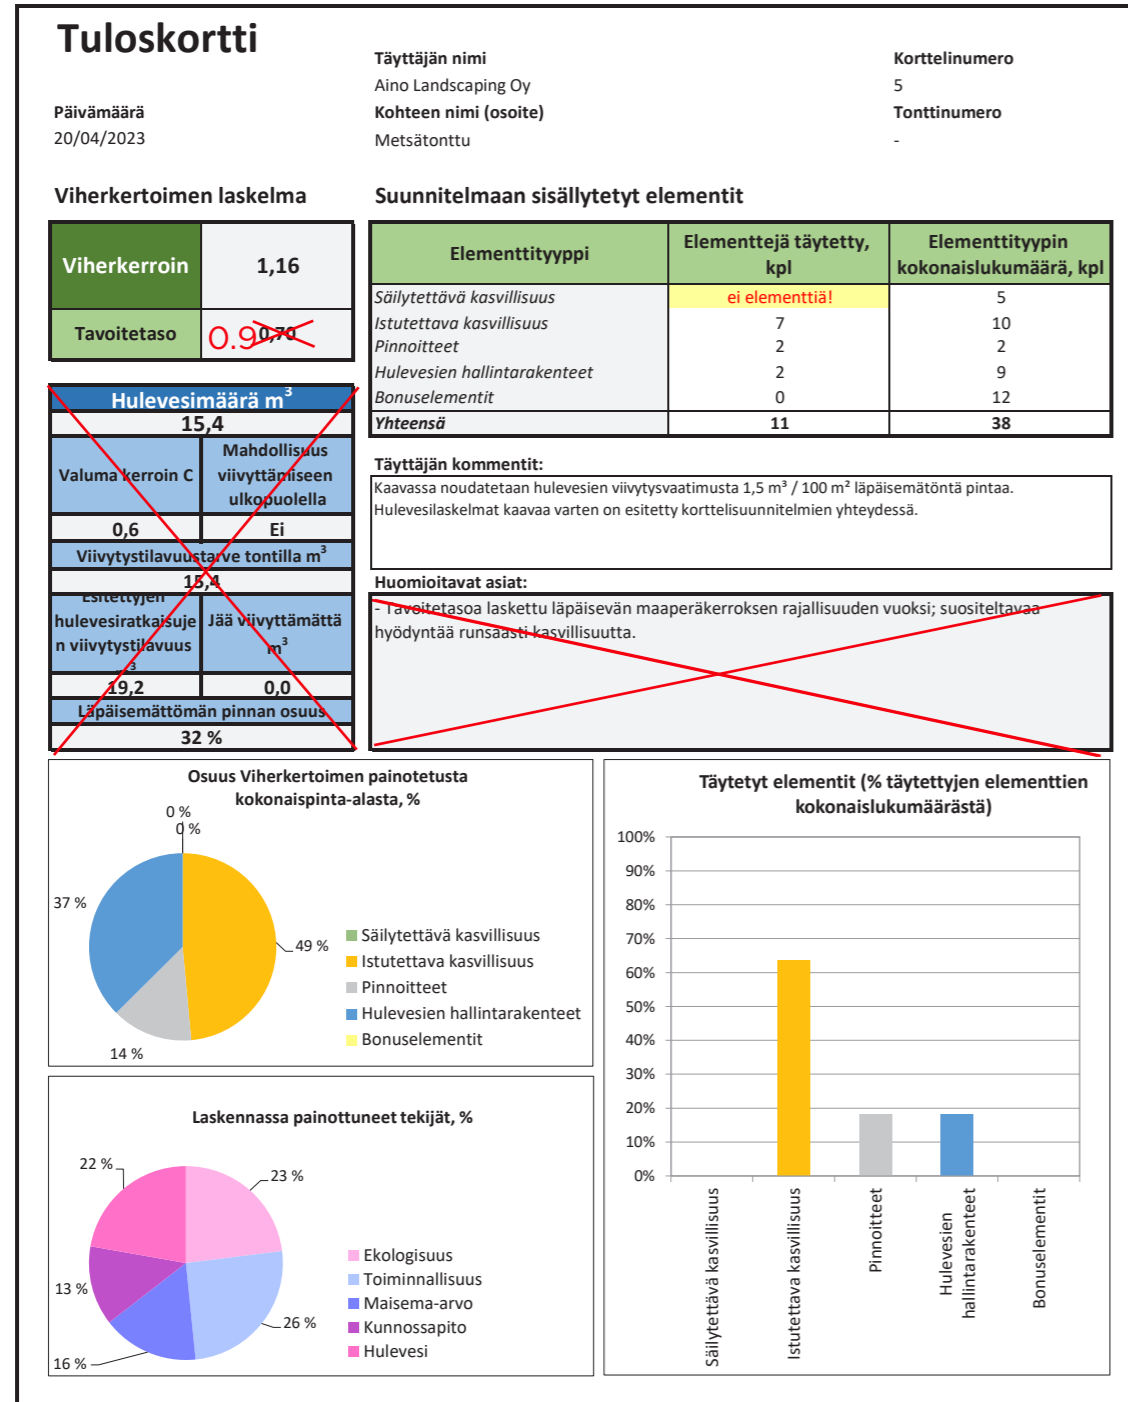 Tuloskortti
Täyttäjän nimi
Korttelinumero
Aino Landscaping Oy
5
Päivämäärä
Kohteen nimi (osoite)
Tonttinumero
20/04/2023
Metsätonttu
-
Viherkertoimen laskelma
Suunnitelmaan sisällytetyt elementit
Viherkerroin
1,16
Tavoitetaso
0.9
0,70
Elementtityyppi
Elementtejä täytetty,
kpl
Elementtityypin
kokonaislukumäärä, kpl
Säilytettävä kasvillisuus
ei elementtiä!
5
Istutettava kasvillisuus
7
10
Pinnoitteet
2
2
Hulevesien hallintarakenteet
2
9
Bonuselementit
0
12
Yhteensä
11
38
Hulevesimäärä m³
15,4
Valuma kerroin C
Mahdollisuus
viivyttämiseen
ulkopuolella
0,6
Ei
Viivytystilavuustarve tontilla m³
15,4
Esitettyjen
hulevesiratkaisuje
n viivytystilavuus
m³
Jää viivyttämättä
m³
19,2
0,0
Läpäisemättömän pinnan osuus
32 %
Täyttäjän kommentit:
Kaavassa noudatetaan hulevesien viivytysvaatimusta 1,5 m³ / 100 m² läpäisemätöntä pintaa.
Hulevesilaskelmat kaavaa varten on esitetty korttelisuunnitelmien yhteydessä.
Huomioitavat asiat:
- Tavoitetasoa laskettu läpäisevän maaperäkerroksen rajallisuuden vuoksi; suositeltavaa
hyödyntää runsaasti kasvillisuutta.
Osuus Viherkertoimen painotetusta
kokonaispinta-alasta, %
0 %
0 %
37 %
49 %
14 %
Säilytettävä kasvillisuus
Istutettava kasvillisuus
Pinnoitteet
Hulevesien hallintarakenteet
Bonuselementit
Laskennassa painottuneet tekijät, %
22 %
23 %
13 %
26 %
16 %
Ekologisuus
Toiminnallisuus
Maisema-arvo
Kunnossapito
Hulevesi
Täytetyt elementit (% täytettyjen elementtien
kokonaislukumäärästä)
100%
90%
80%
70%
60%
50%
40%
30%
20%
10%
0%
Säilytettävä kasvillisuus
Istutettava kasvillisuus
Pinnoitteet
Hulevesien
hallintarakenteet
Bonuselementit